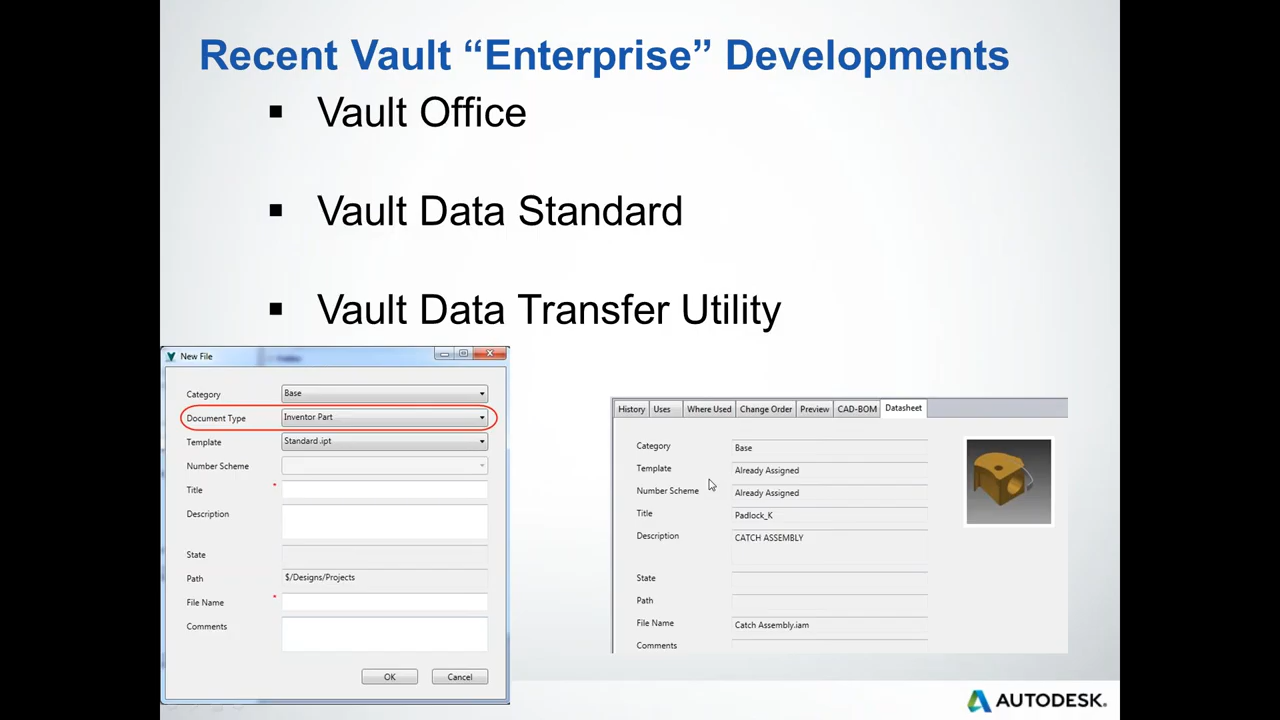 Recent Vault “Enterprise” Developments
▪ Vault Office
▪ Vault Data Standard
▪ Vault Data Transfer Utility
New File
Category Base
Document Type Inventor Part
Template Standard.ipt
Number Scheme
Title *
Description
State
Path $/Designs/Projects
File Name *
Comments
OK Cancel
History Uses Where Used Change Order Preview CAD-BOM Datasheet
Category Base
Template Already Assigned
Number Scheme Already Assigned
Title Padlock_K
Description CATCH ASSEMBLY
State
Path
File Name Catch Assembly.iam
Comments
AUTODESK.